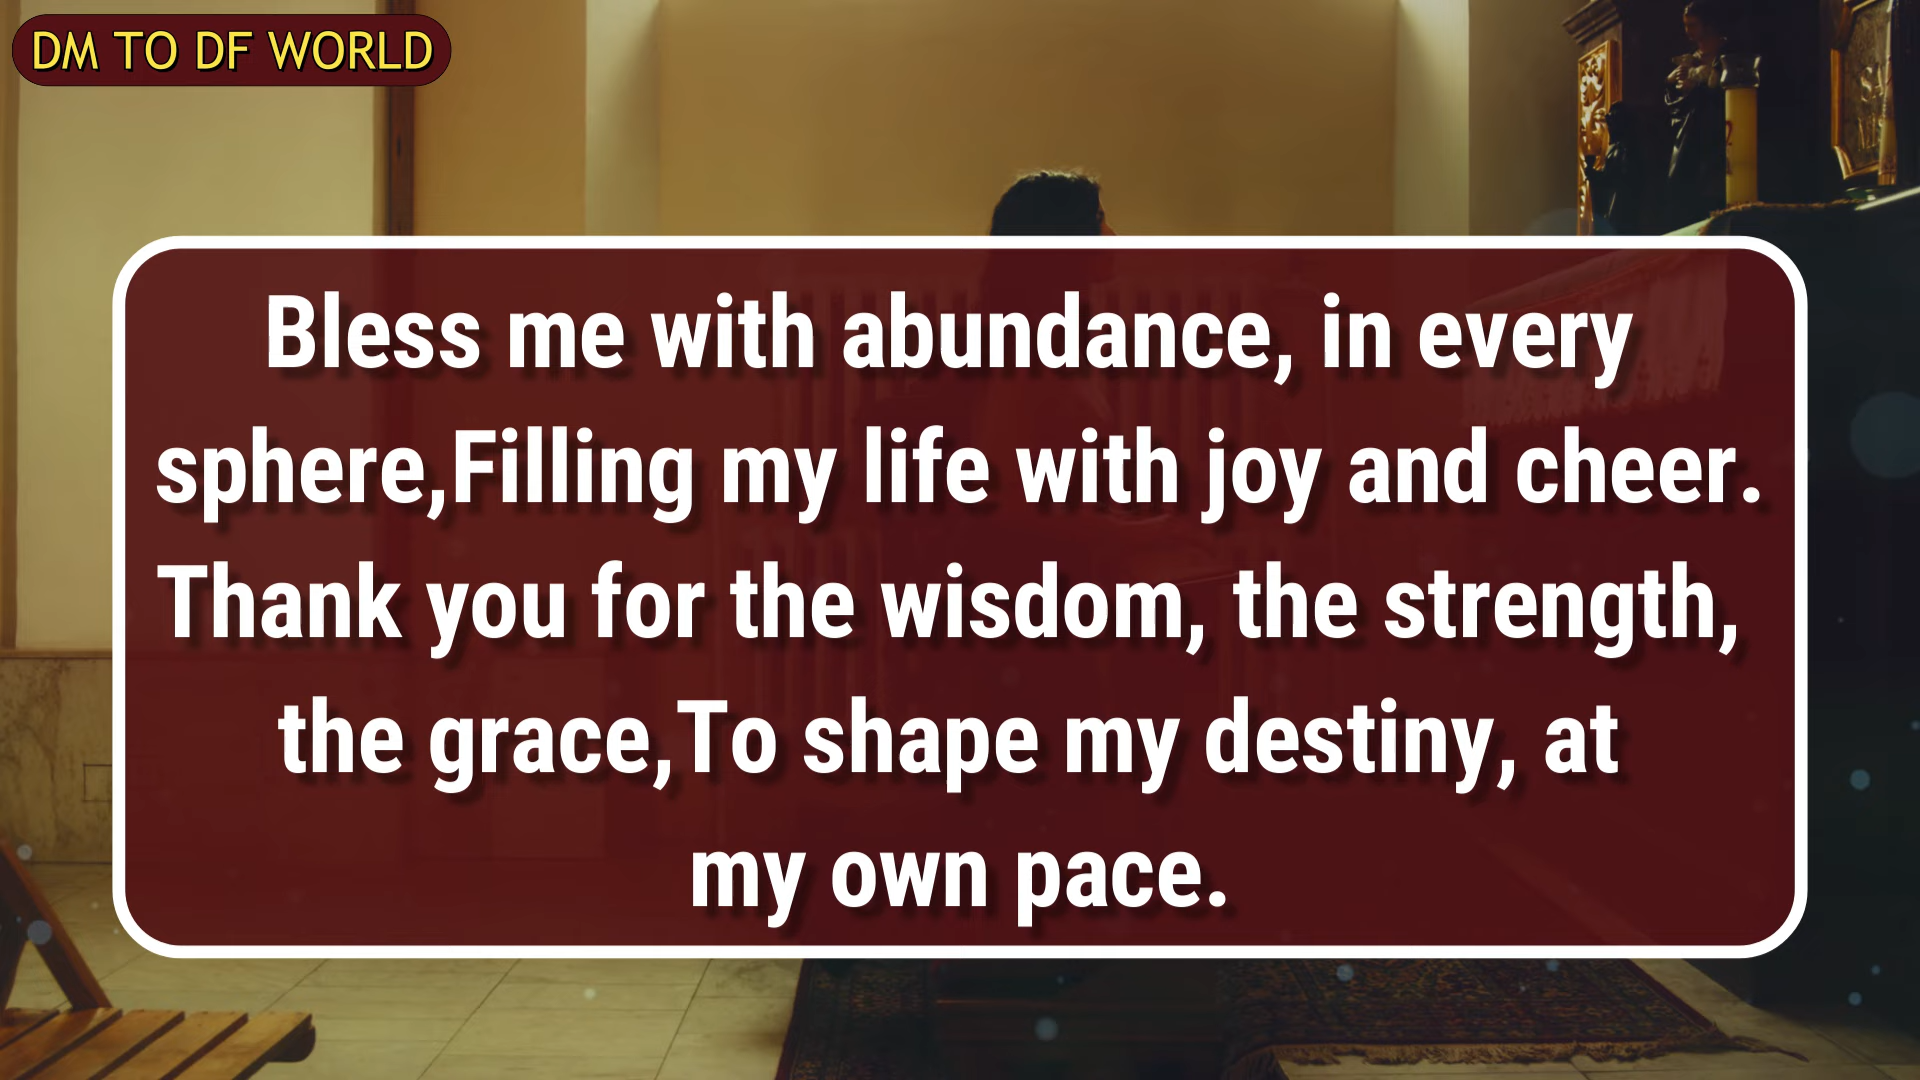 DM TO DF WORLD
Bless me with abundance, in every
sphere,Filling my life with joy and cheer.
Thank you for the wisdom, the strength,
the grace,To shape my destiny, at
my own pace.